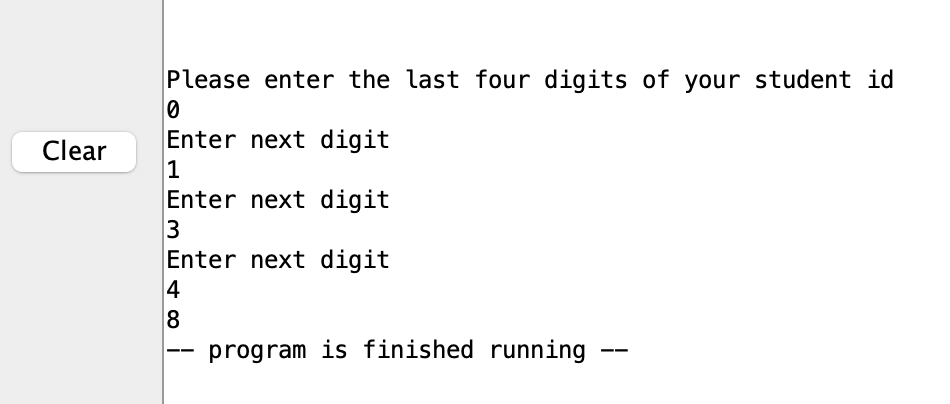 Please enter the last four digits of your student id
0
Enter next digit
1
Clear
Enter next digit
3
Enter next digit
4
8
-- program is finished running --